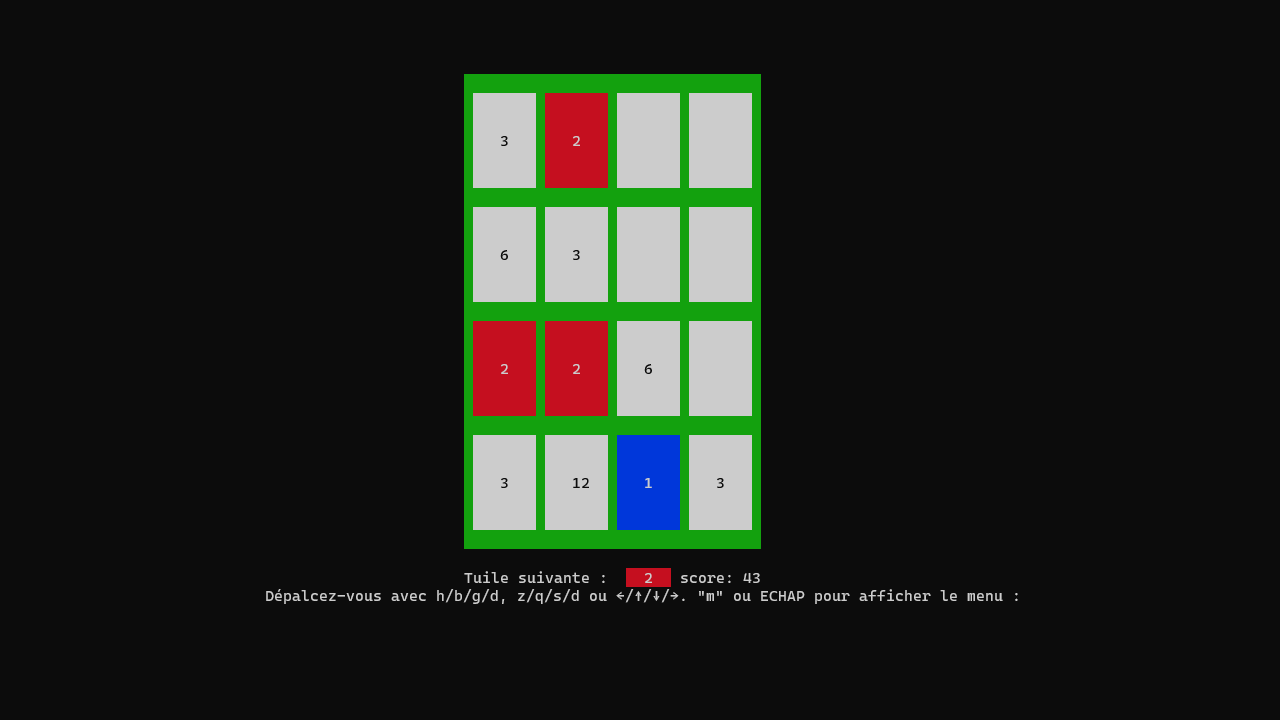 3 2
6 3
2 2 6
3 12 1 3
Tuile suivante : 2 score: 43
Dépalcez-vous avec h/b/g/d, z/q/s/d ou ←/↑/↓/→. "m" ou ECHAP pour afficher le menu :